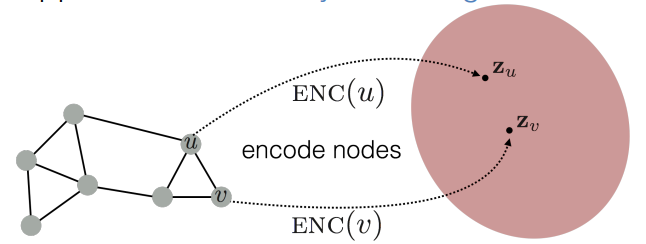 z_u
u
ENC(u)
z_v
encode nodes
v
ENC(v)